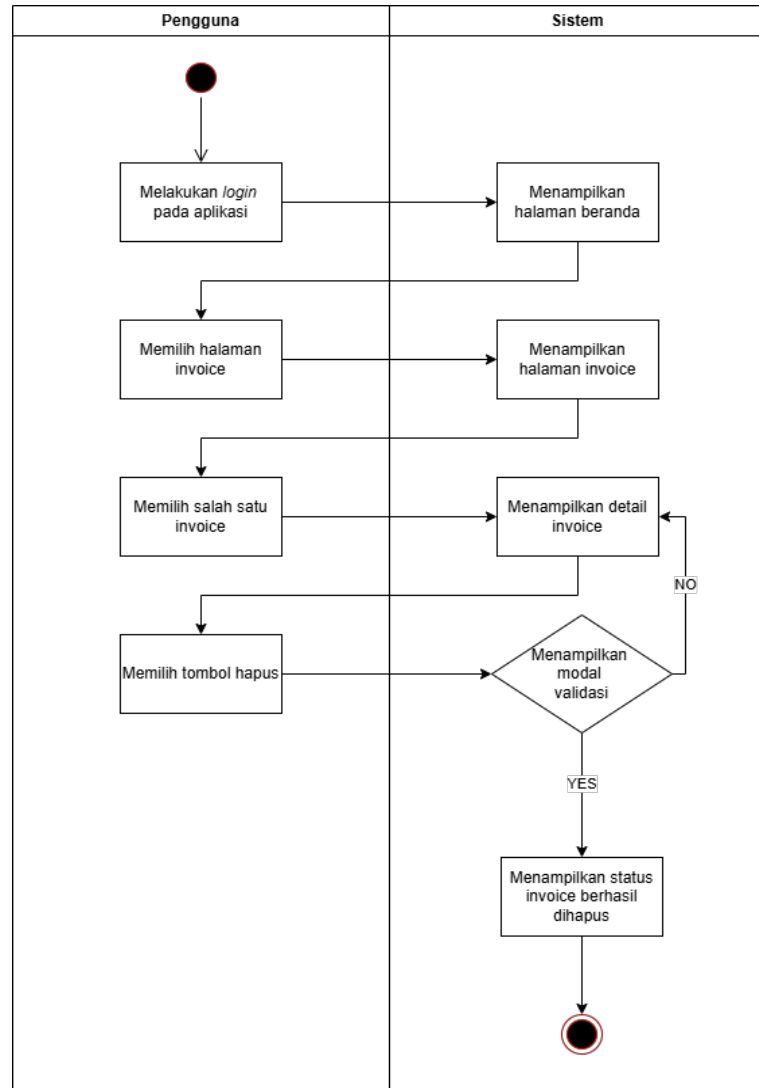 Pengguna
Sistem
Melakukan login
pada aplikasi
Menampilkan
halaman beranda
Memilih halaman
invoice
Menampilkan
halaman invoice
Memilih salah satu
invoice
Menampilkan detail
invoice
NO
Memilih tombol hapus
Menampilkan
modal
validasi
YES
Menampilkan status
invoice berhasil
dihapus